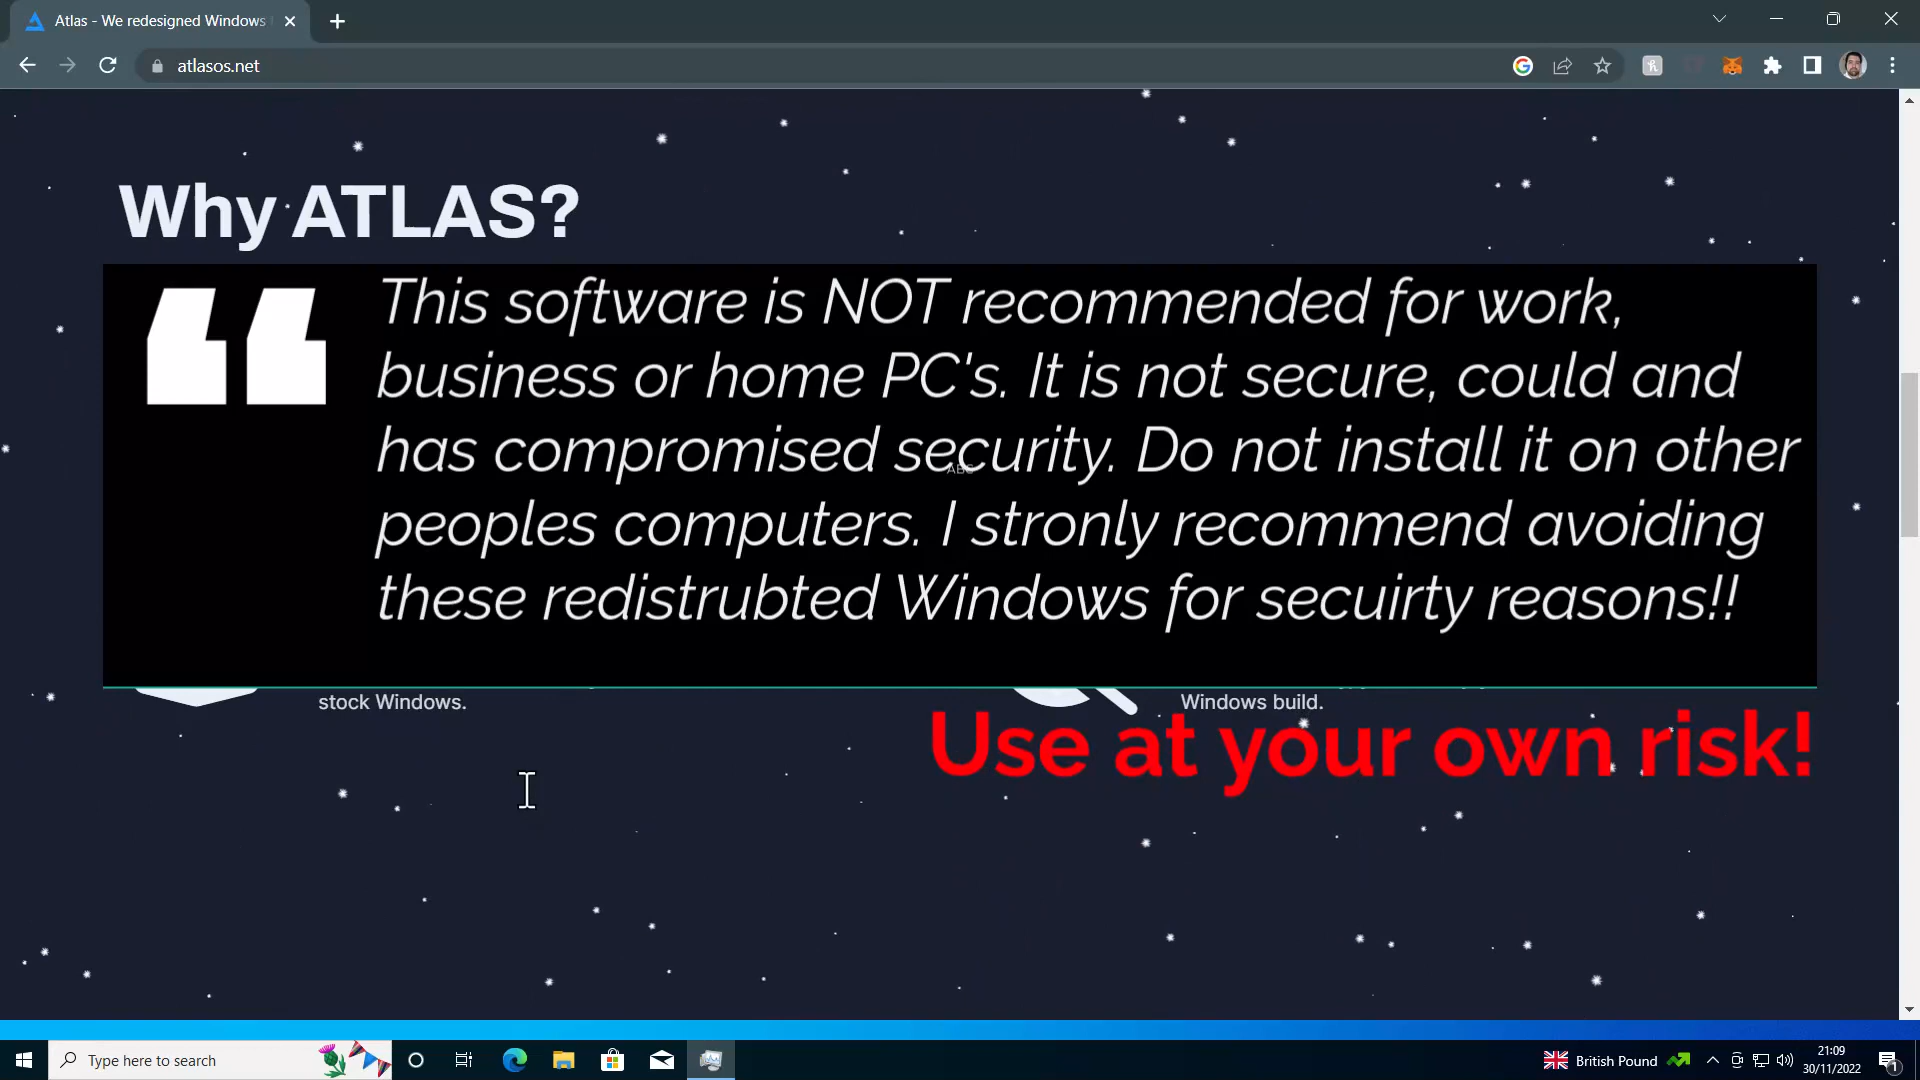 Atlas - We redesigned Windows
atlasos.net
Why ATLAS?
This software is NOT recommended for work,
business or home PC's. It is not secure, could and
has compromised security. Do not install it on other
peoples computers. I stronly recommend avoiding
these redistrubted Windows for secuirty reasons!!
ABC
stock Windows.
Windows build.
Use at your own risk!
Type here to search
British Pound
21:09
30/11/2022
1